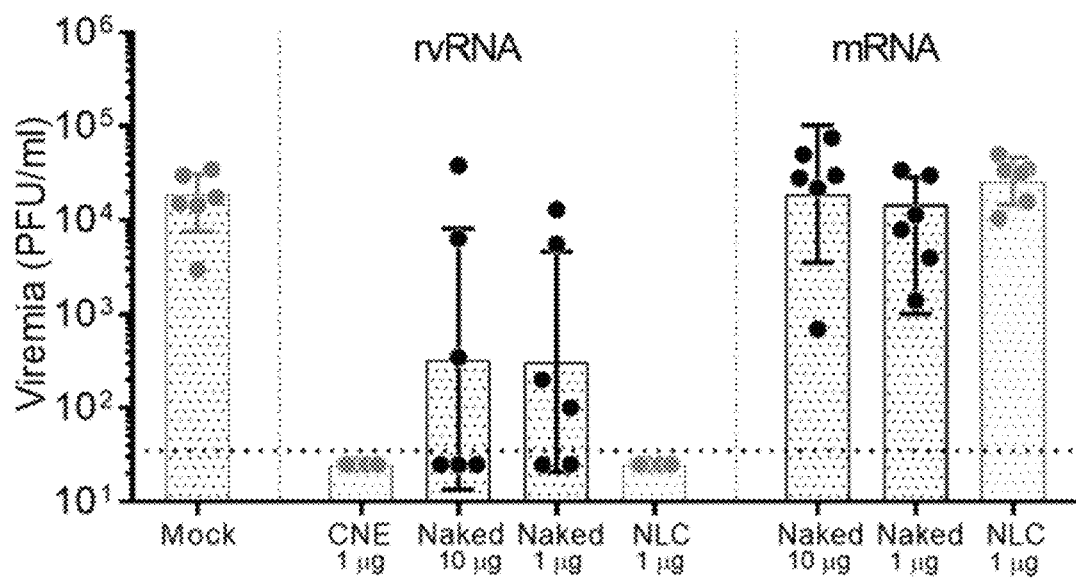 rvRNA mRNA
Viremia (PFU/ml)
10⁶
10⁵
10⁴
10³
10²
10¹
Mock CNE Naked Naked NLC Naked Naked NLC
1 µg 10 µg 1 µg 1 µg 10 µg 1 µg 1 µg